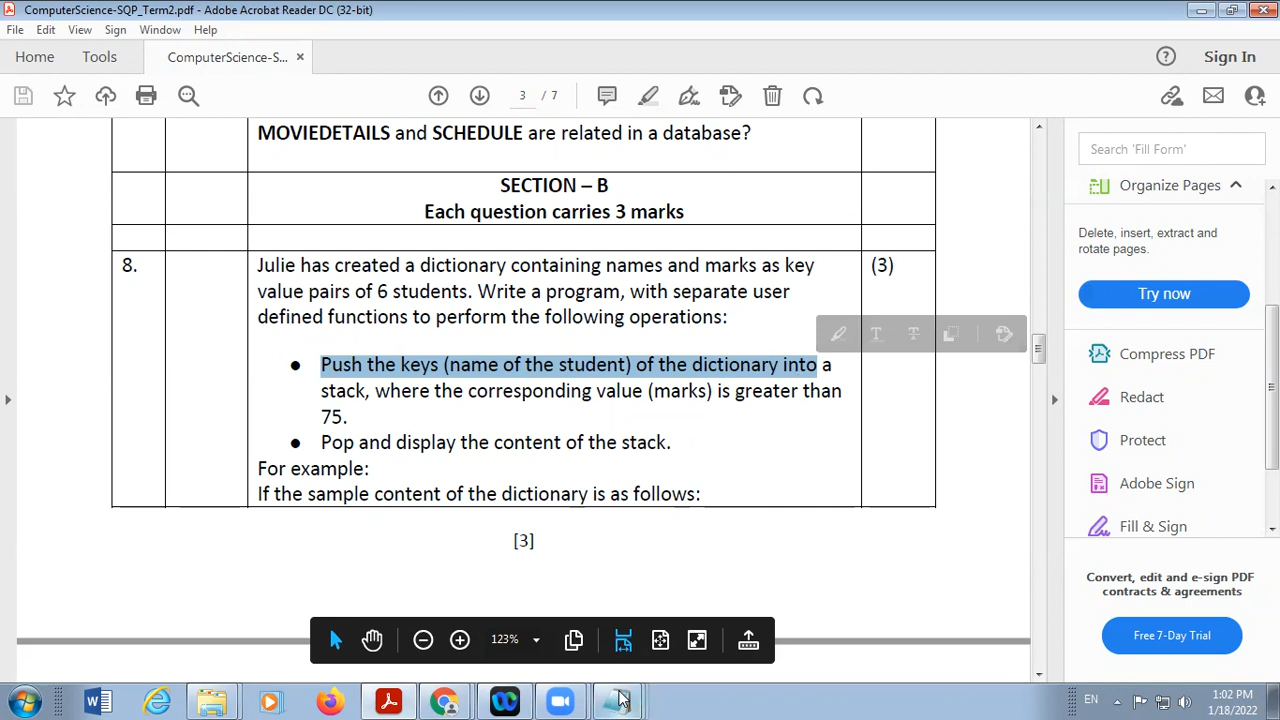 ComputerScience-SQP_Term2.pdf - Adobe Acrobat Reader DC (32-bit)
File Edit View Sign Window Help
Home Tools ComputerScience-S... × Sign In
3 / 7
MOVIEDETAILS and SCHEDULE are related in a database?
SECTION – B
Each question carries 3 marks
8. Julie has created a dictionary containing names and marks as key (3)
value pairs of 6 students. Write a program, with separate user
defined functions to perform the following operations:
● Push the keys (name of the student) of the dictionary into a
stack, where the corresponding value (marks) is greater than
75.
● Pop and display the content of the stack.
For example:
If the sample content of the dictionary is as follows:
[3]
123%
Search 'Fill Form'
Organize Pages
Delete, insert, extract and
rotate pages.
Try now
Compress PDF
Redact
Protect
Adobe Sign
Fill & Sign
Convert, edit and e-sign PDF
contracts & agreements
Free 7-Day Trial
EN
1:02 PM
1/18/2022